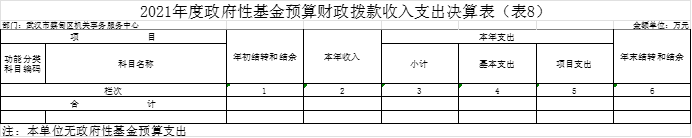 2021年度政府性基金预算财政拨款收入支出决算表（表8）
部门：武汉市蔡甸区机关事务服务中心 金额单位：万元
项 目 年初结转和结余 本年收入 本年支出 年末结转和结余
功能分类科目编码 科目名称 小计 基本支出 项目支出
栏次 1 2 3 4 5 6
合 计
注：本单位无政府性基金预算支出